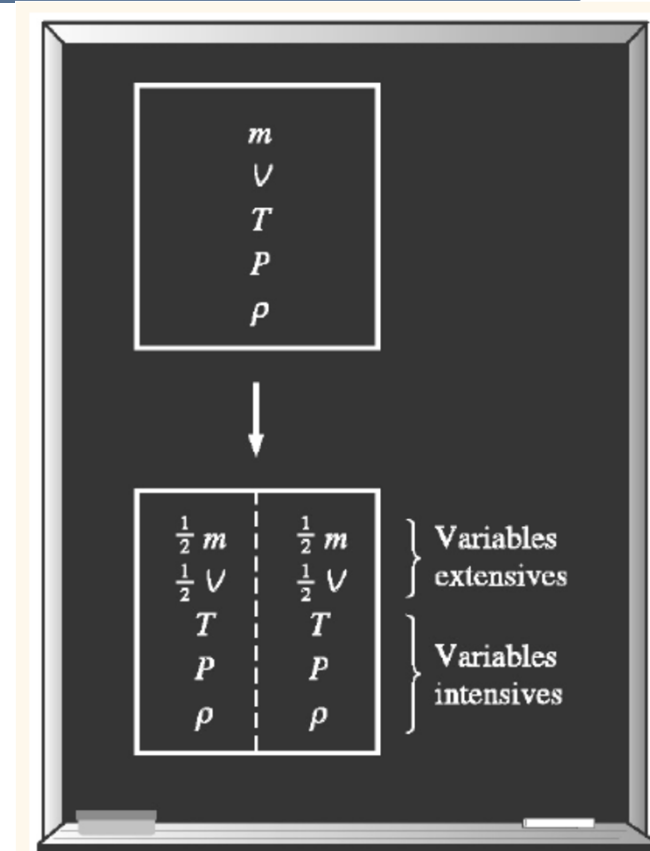 m
V
T
P
ρ
½ m ½ m
½ V ½ V
Variables
extensives
T T
P P
ρ ρ
Variables
intensives